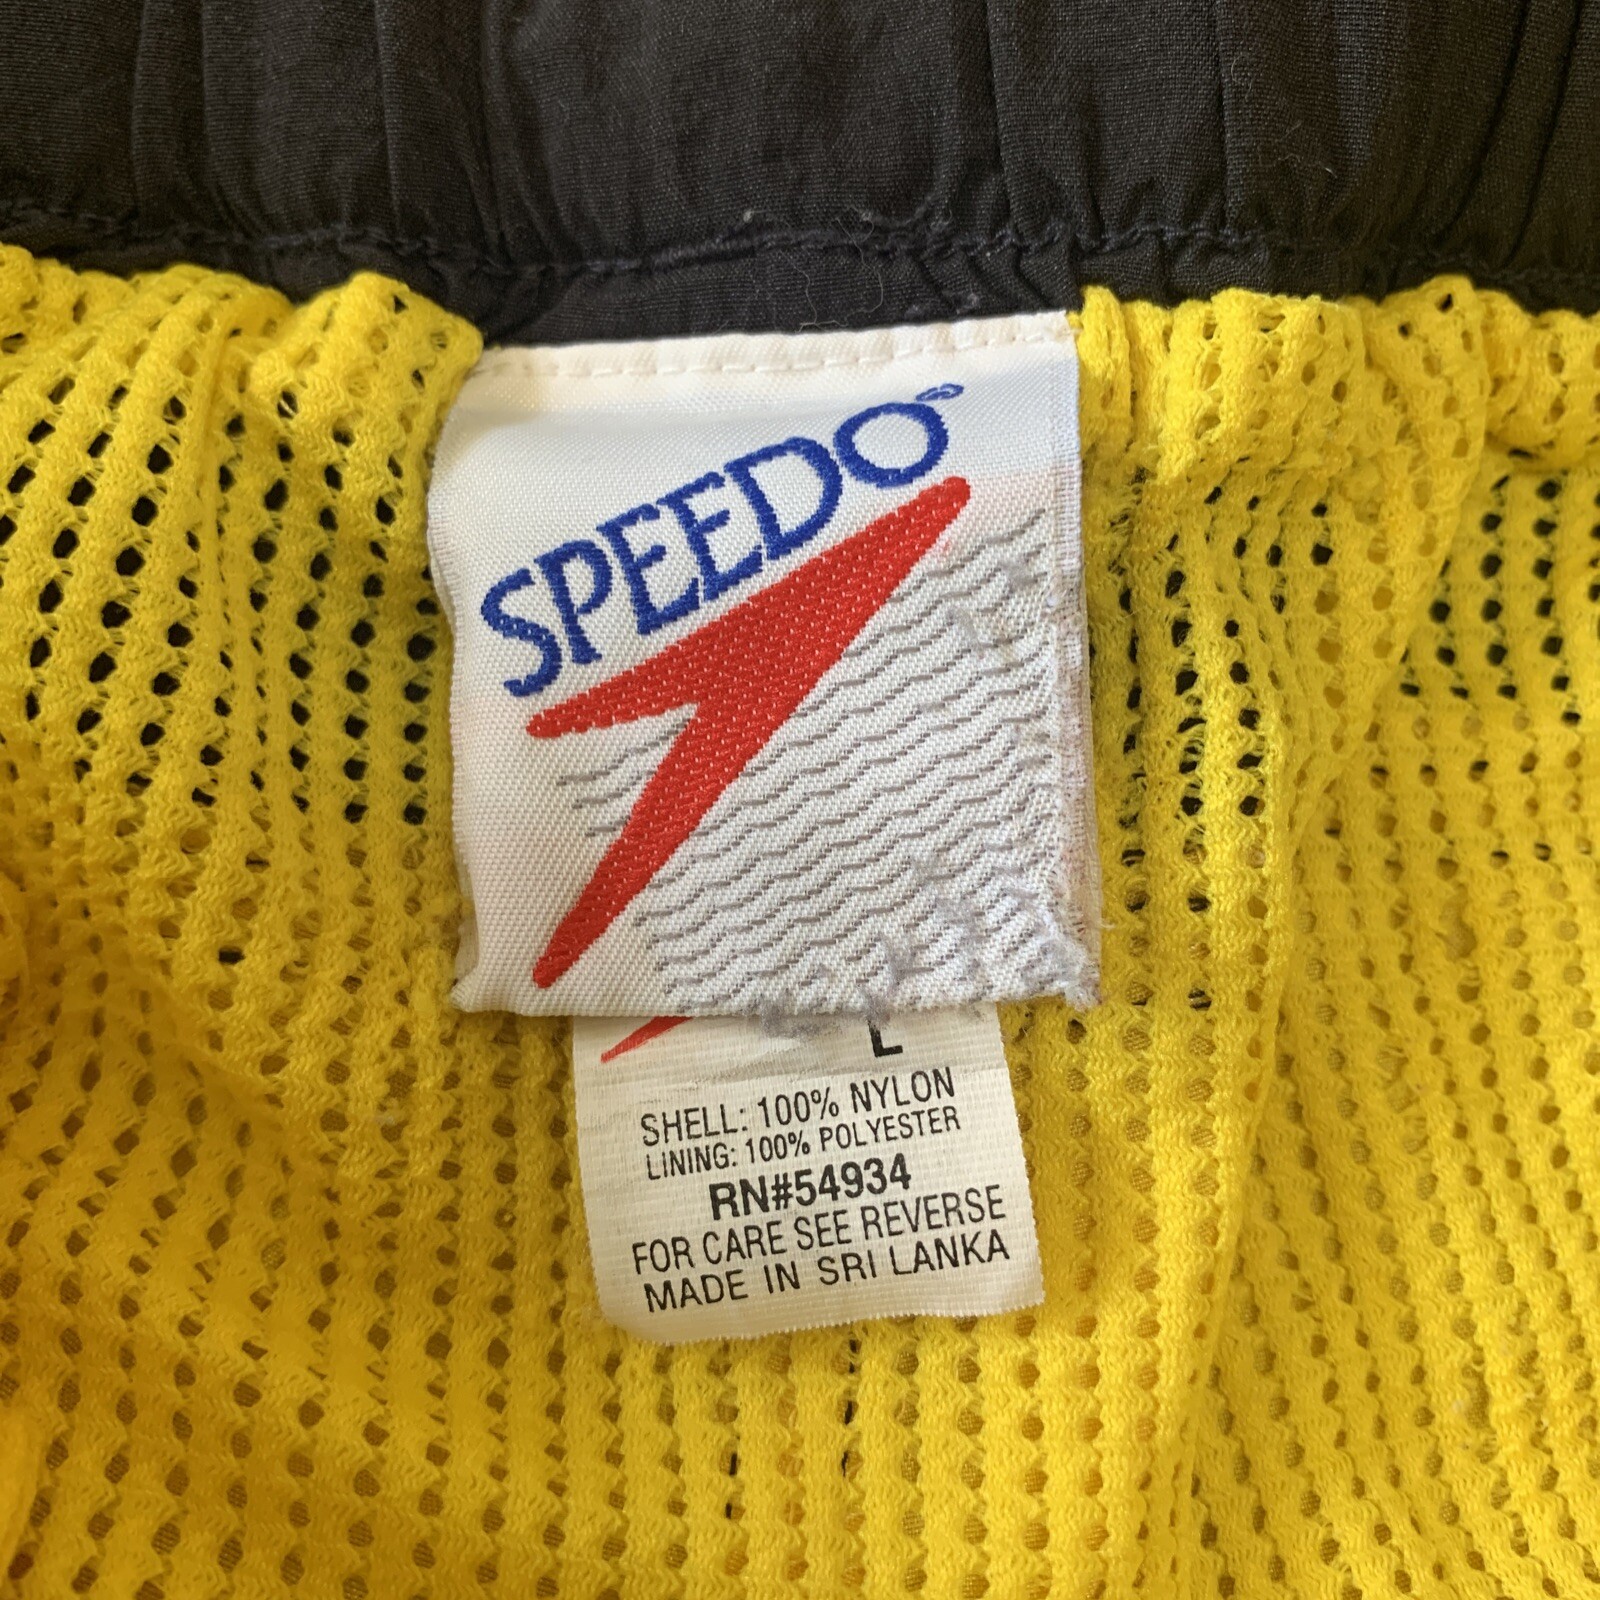 SPEEDO®
L
SHELL: 100% NYLON
LINING: 100% POLYESTER
RN#54934
FOR CARE SEE REVERSE
MADE IN SRI LANKA